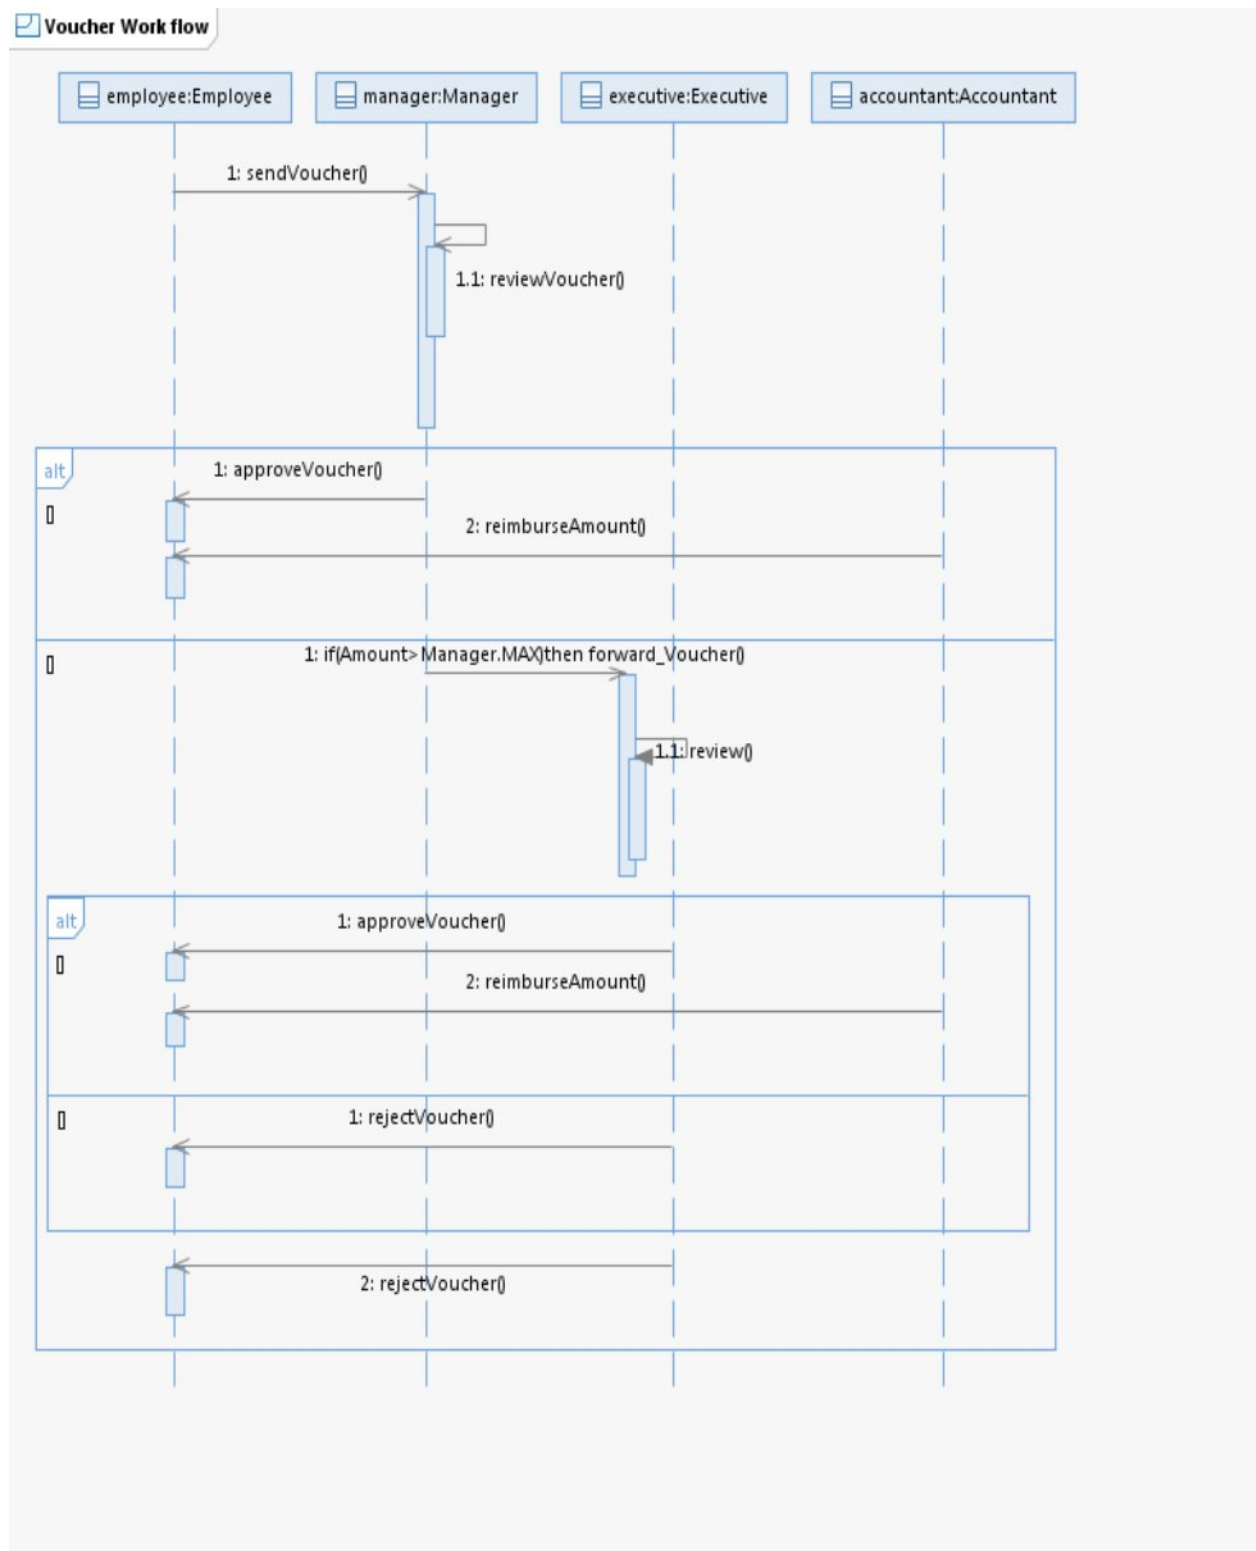 Voucher Work flow
employee:Employee
manager:Manager
executive:Executive
accountant:Accountant
1: sendVoucher()
1.1: reviewVoucher()
alt
1: approveVoucher()
[]
2: reimburseAmount()
1: if(Amount>Manager.MAX)then forward_Voucher()
[]
1.1: review()
alt
1: approveVoucher()
[]
2: reimburseAmount()
1: rejectVoucher()
[]
2: rejectVoucher()